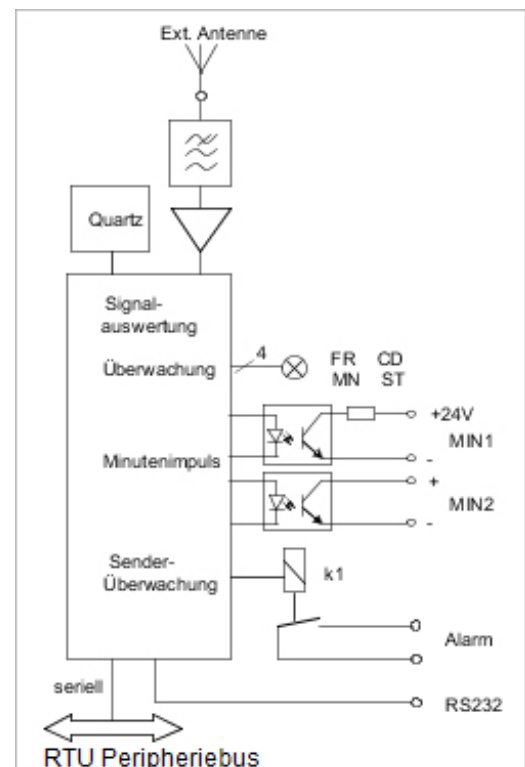 Ext. Antenne
Quartz
Signal-
auswertung
Überwachung
4
FR CD
MN ST
+24V
MIN1
-
Minutenimpuls
+
MIN2
-
Sender-
Überwachung
k1
Alarm
seriell
RS232
RTU Peripheriebus